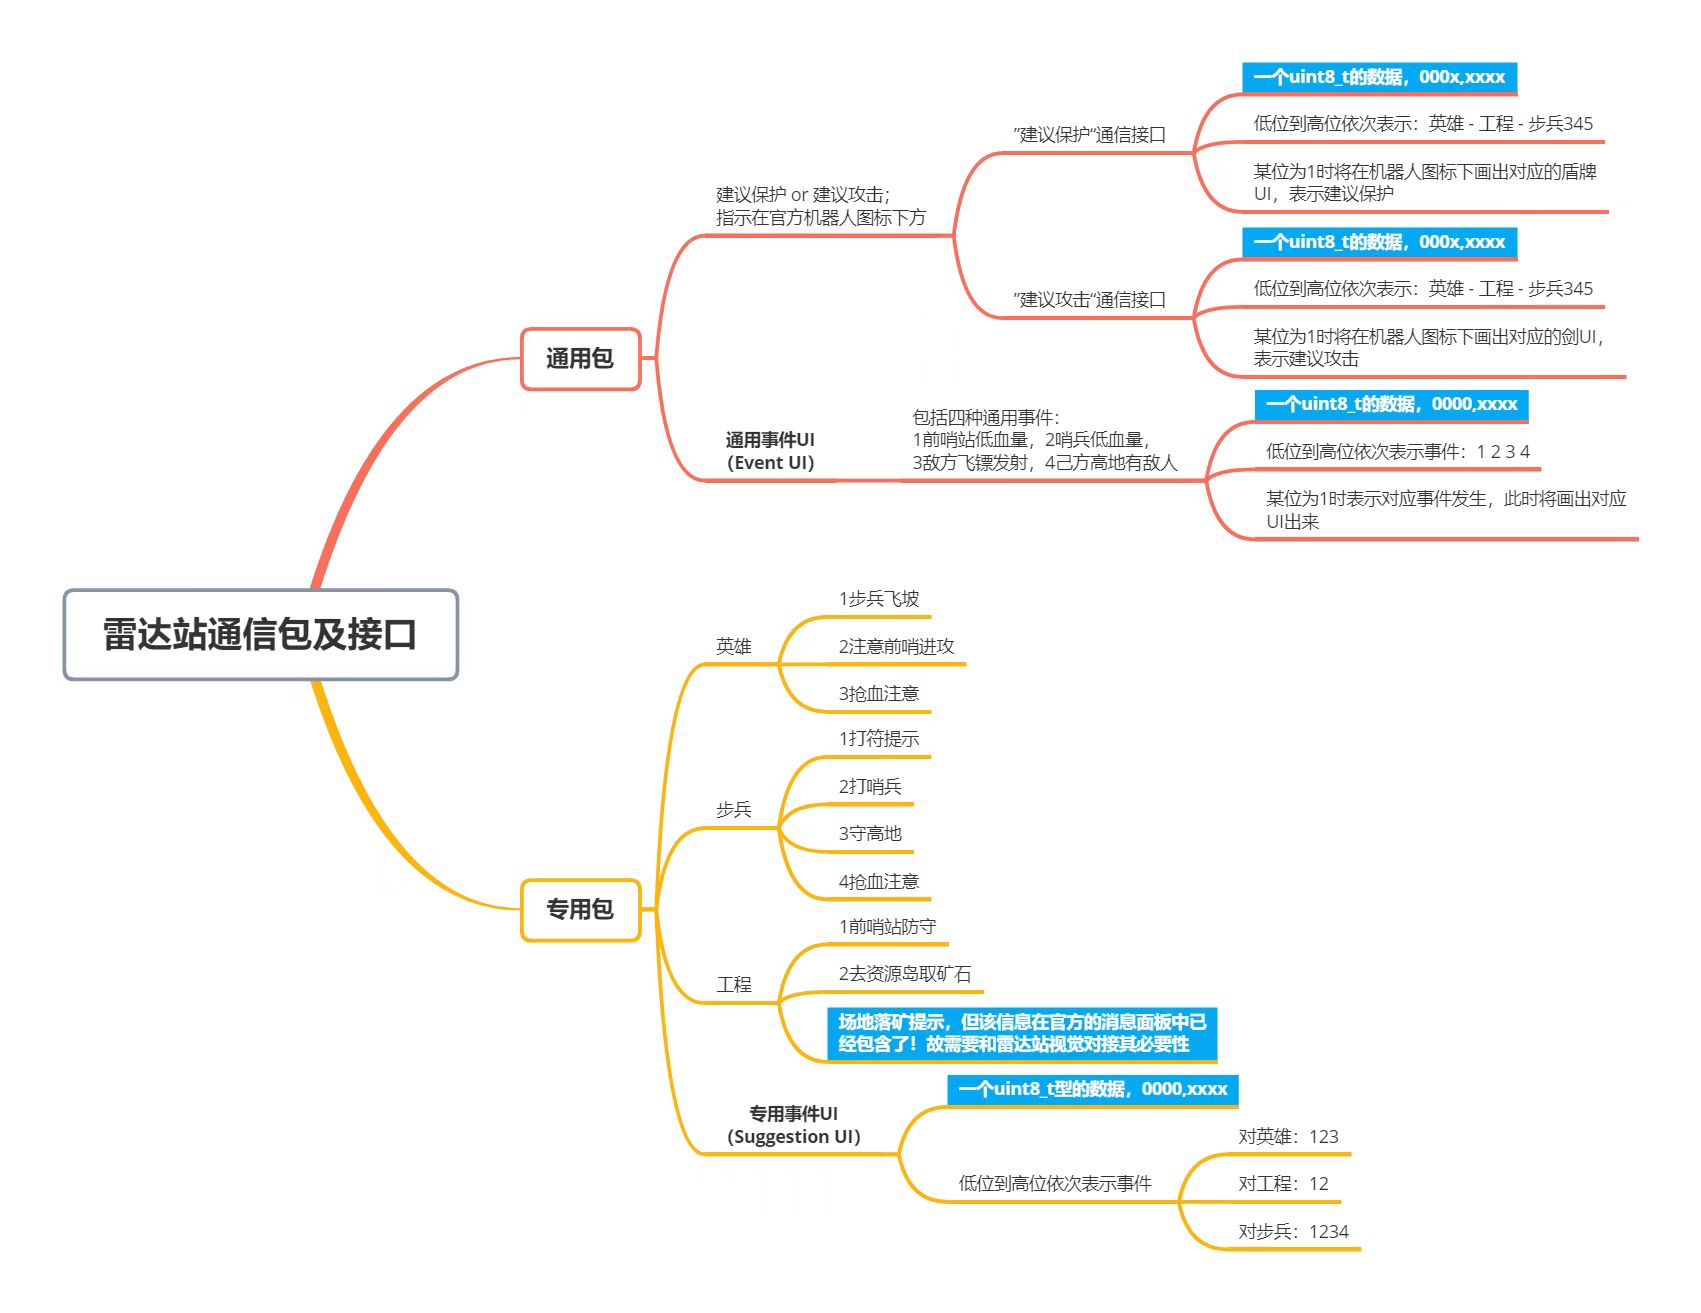 雷达站通信包及接口
通用包
建议保护 or 建议攻击；
指示在官方机器人图标下方
”建议保护“通信接口
一个uint8_t的数据，000x,xxxx
低位到高位依次表示：英雄 - 工程 - 步兵345
某位为1时将在机器人图标下画出对应的盾牌
UI，表示建议保护
”建议攻击“通信接口
一个uint8_t的数据，000x,xxxx
低位到高位依次表示：英雄 - 工程 - 步兵345
某位为1时将在机器人图标下画出对应的剑UI，
表示建议攻击
通用事件UI
（Event UI）
包括四种通用事件：
1前哨站低血量，2哨兵低血量，
3敌方飞镖发射，4己方高地有敌人
一个uint8_t的数据，0000,xxxx
低位到高位依次表示事件：1 2 3 4
某位为1时表示对应事件发生，此时将画出对应
UI出来
专用包
英雄
1步兵飞坡
2注意前哨进攻
3抢血注意
步兵
1打符提示
2打哨兵
3守高地
4抢血注意
工程
1前哨站防守
2去资源岛取矿石
场地落矿提示，但该信息在官方的消息面板中已
经包含了！故需要和雷达站视觉对接其必要性
专用事件UI
（Suggestion UI）
一个uint8_t型的数据，0000,xxxx
低位到高位依次表示事件
对英雄：123
对工程：12
对步兵：1234